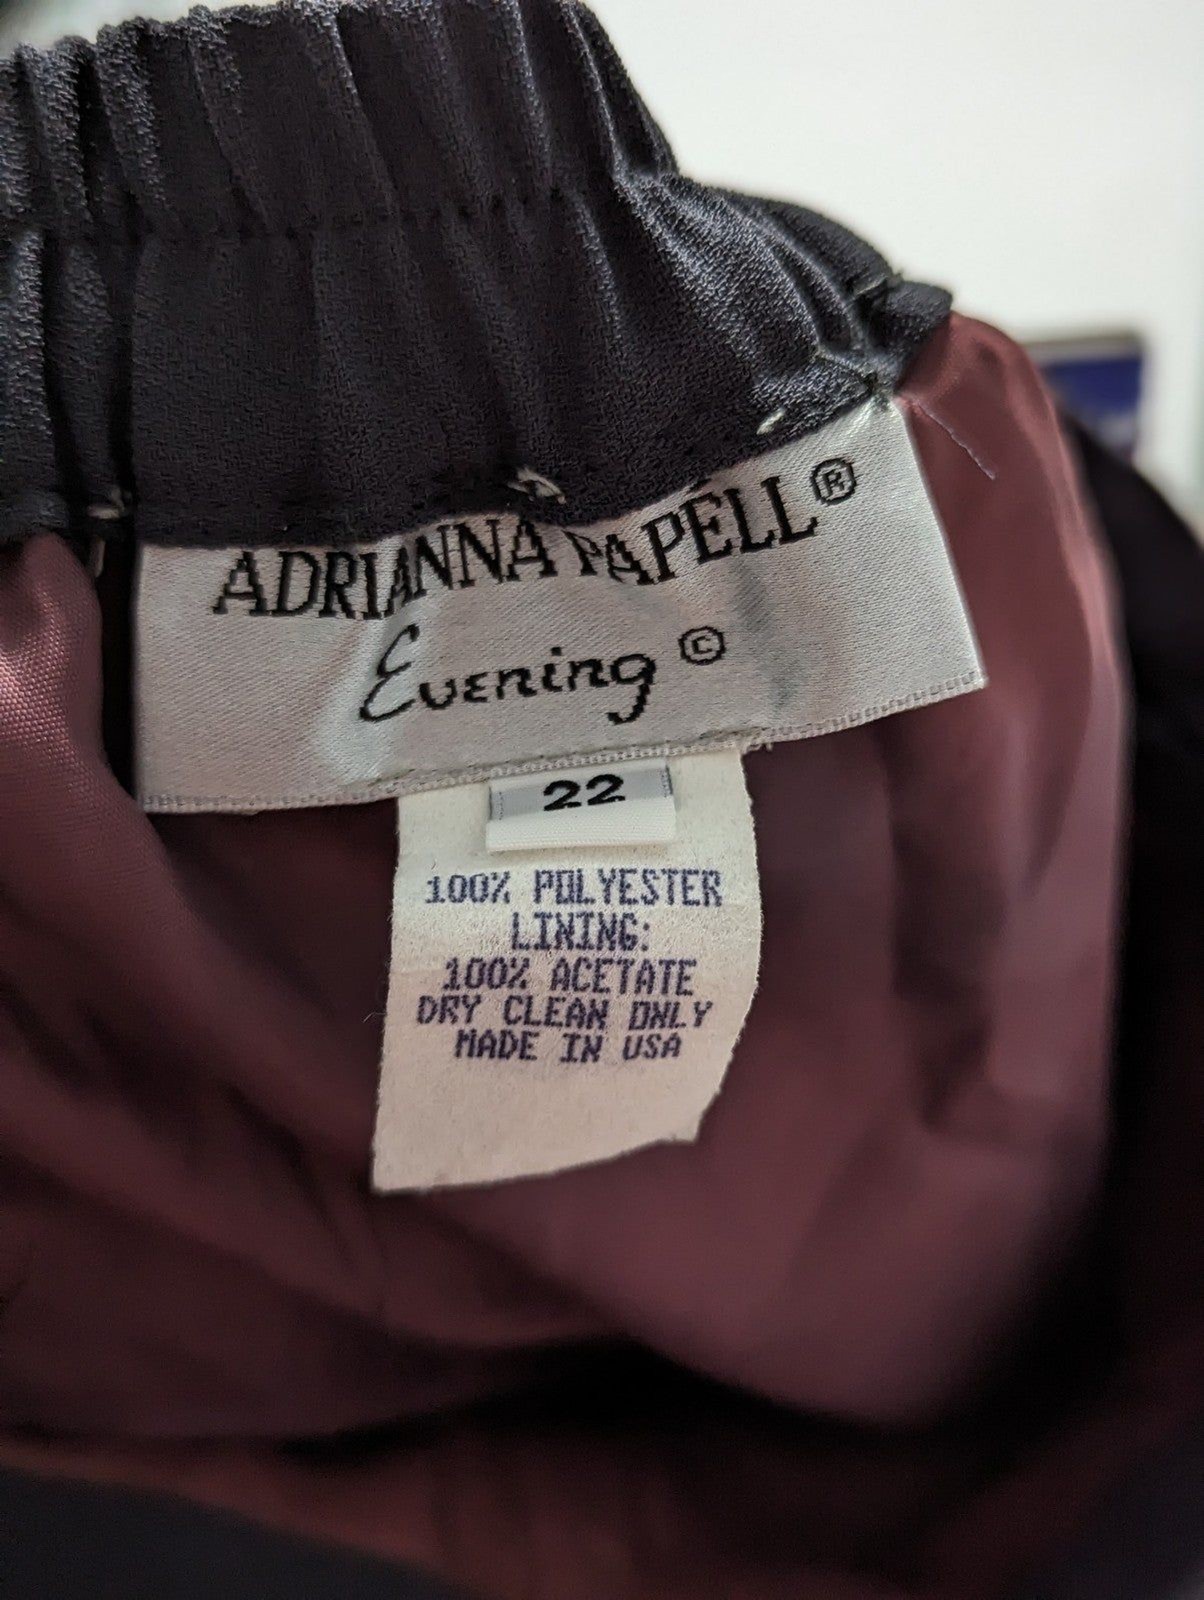 ADRIANNA PAPELL®
Evening ©
22
100% POLYESTER
LINING:
100% ACETATE
DRY CLEAN ONLY
MADE IN USA